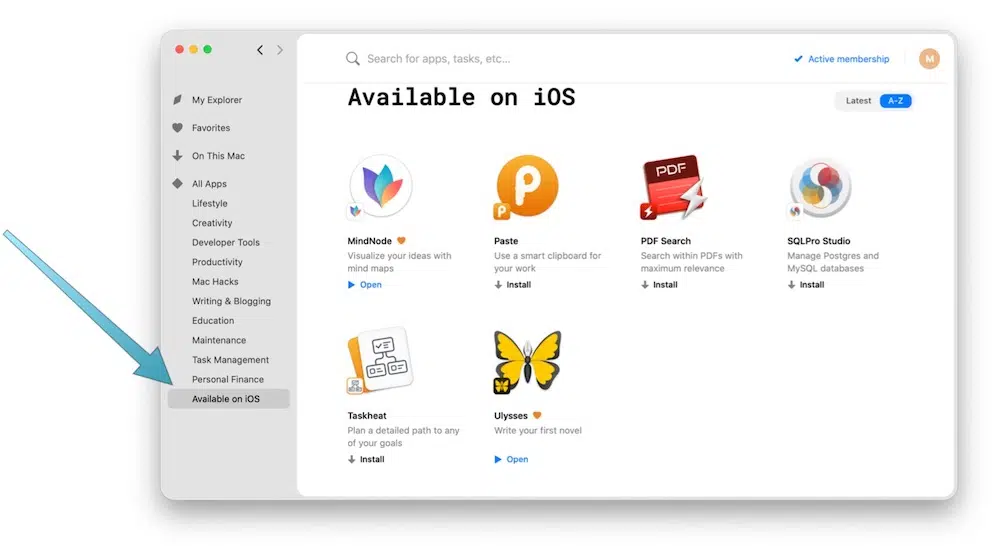 Search for apps, tasks, etc...
Active membership
M
My Explorer
Favorites
On This Mac
All Apps
Lifestyle
Creativity
Developer Tools
Productivity
Mac Hacks
Writing & Blogging
Education
Maintenance
Task Management
Personal Finance
Available on iOS
Available on iOS
Latest
A-Z
P
P
PDF
MindNode
Visualize your ideas with
mind maps
Open
Paste
Use a smart clipboard for
your work
Install
PDF Search
Search within PDFs with
maximum relevance
Install
SQLPro Studio
Manage Postgres and
MySQL databases
Install
Taskheat
Plan a detailed path to any
of your goals
Install
Ulysses
Write your first novel
Open